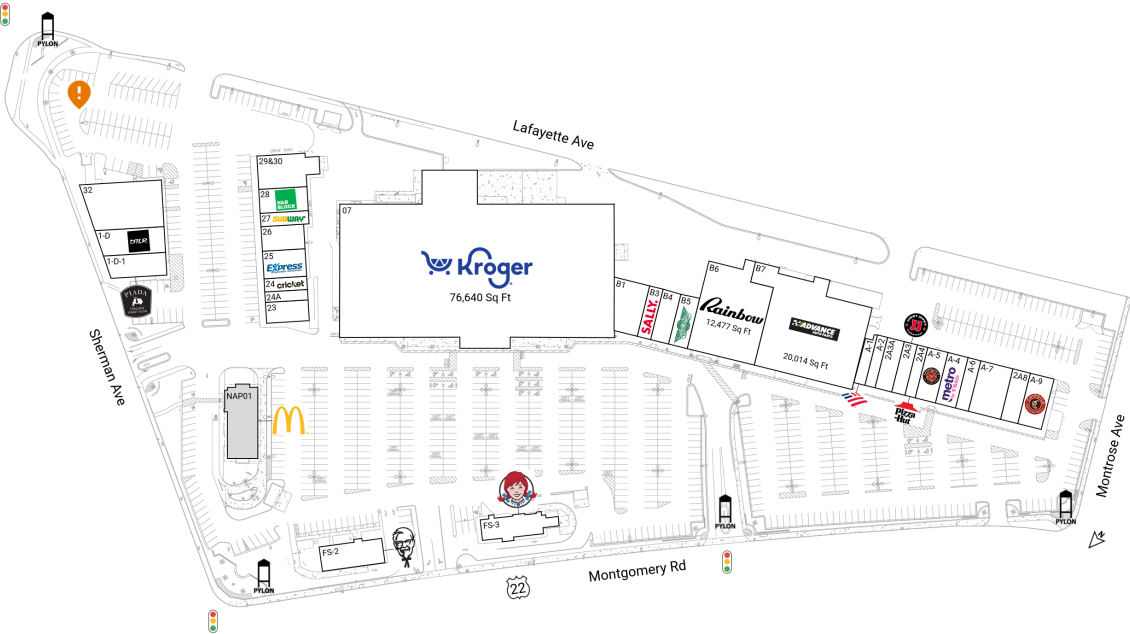 PYLON
Lafayette Ave
29&30
28
H&R
BLOCK
27 SUBWAY
26
25
Express
24 cricket
24A
23
32
1-D
DTLR
1-D-1
PIADA
07
Kroger
76,640 Sq Ft
B1
B3
SALLY
B4
B5
B6
Rainbow
12,477 Sq Ft
B7
ADVANCE
20,014 Sq Ft
A-1
A-2
2A3A
2A3
2A4
A-5
A-4
metro
A-6
A-7
2A8
A-9
JJ
Pizza
Hut
Sherman Ave
NAP01
FS-2
FS-3
Wendy's
PYLON
PYLON
PYLON
Montgomery Rd
22
Montrose Ave
N